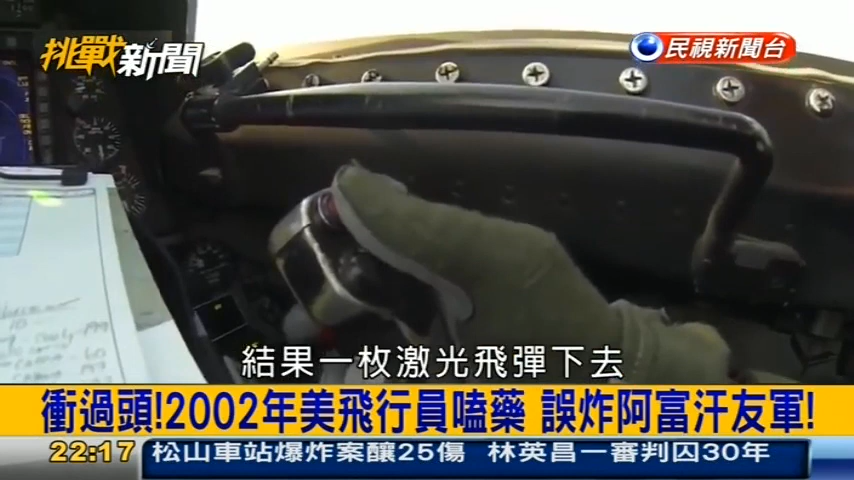 挑戰新聞
民視新聞台
結果一枚激光飛彈下去
衝過頭!2002年美飛行員嗑藥 誤炸阿富汗友軍!
22:17 松山車站爆炸案釀25傷 林英昌一審判囚30年